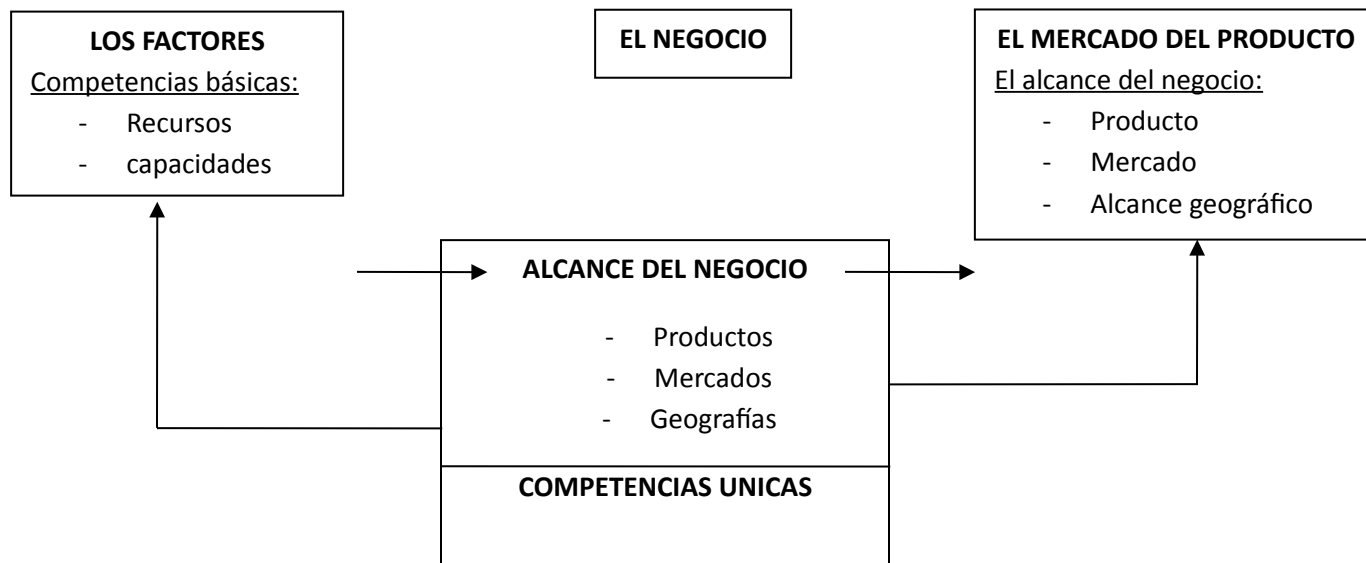 LOS FACTORES
Competencias básicas:
- Recursos
- capacidades
EL NEGOCIO
EL MERCADO DEL PRODUCTO
El alcance del negocio:
- Producto
- Mercado
- Alcance geográfico
ALCANCE DEL NEGOCIO
- Productos
- Mercados
- Geografías
COMPETENCIAS UNICAS